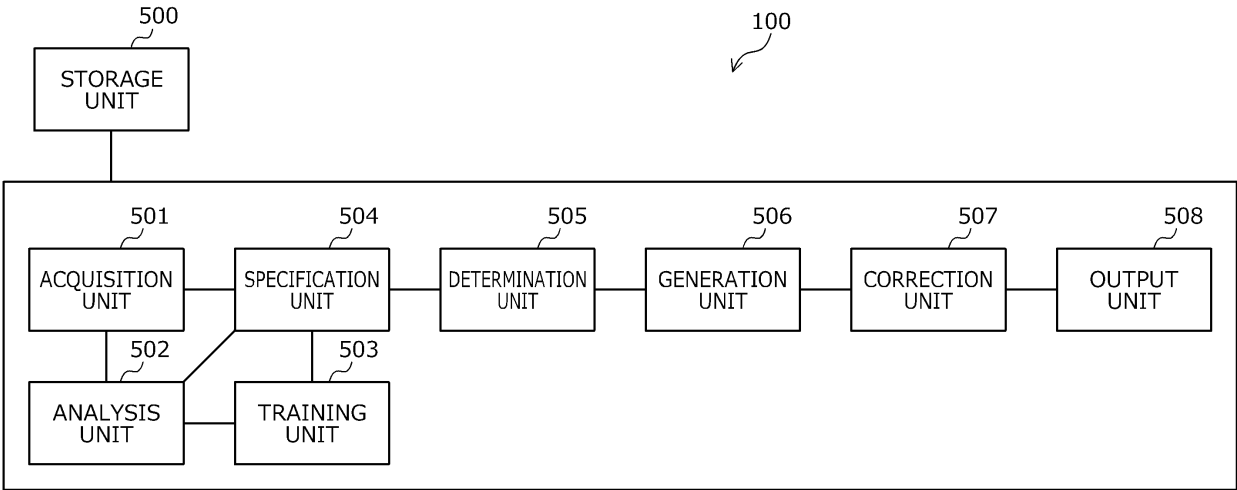 500
STORAGE
UNIT
100
501
ACQUISITION
UNIT
504
SPECIFICATION
UNIT
505
DETERMINATION
UNIT
506
GENERATION
UNIT
507
CORRECTION
UNIT
508
OUTPUT
UNIT
502
ANALYSIS
UNIT
503
TRAINING
UNIT